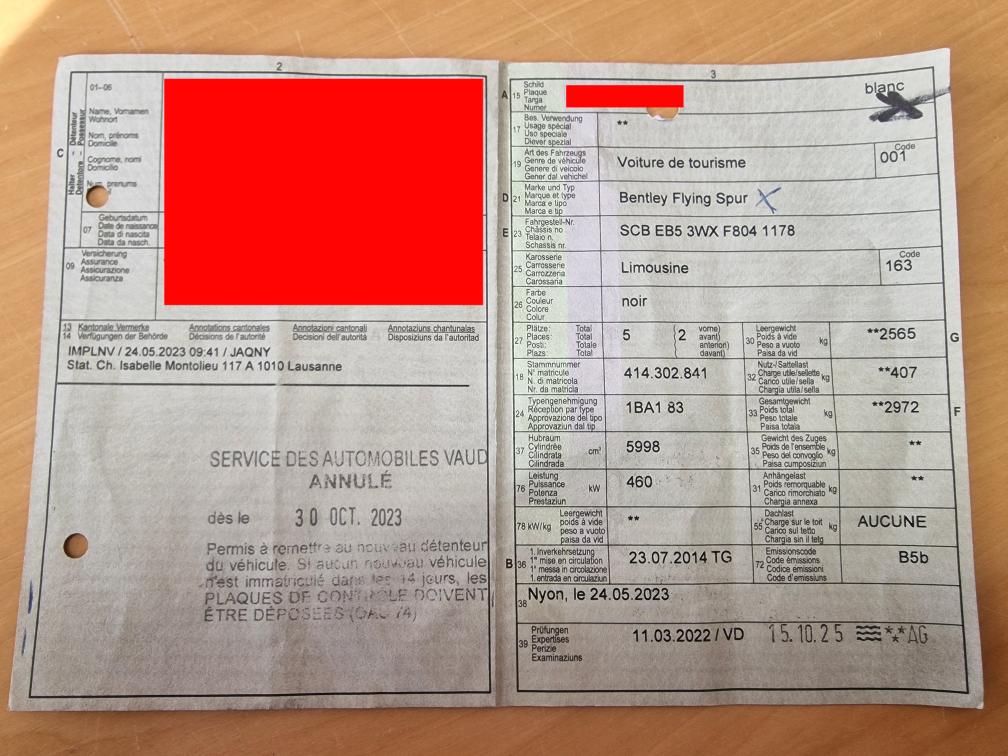 2
01–06
Halter – Détenteur
Detentore – Possessur
Name, Vornamen
Wohnort
Nom, prénoms
Domicile
C
Cognome, nomi
Domicilio
prenums
07
Geburtsdatum
Date de naissance
Data di nascita
Data da nasch.
09
Versicherung
Assurance
Assicurazione
Assicuranza
13 Kantonale Vermerke Annotations cantonales Annotazioni cantonali Annotaziuns chantunalas
14 Verfügungen der Behörde Décisions de l'autorité Decisioni dell'autorità Disposiziuns da l'autoritad
IMPLNV / 24.05.2023 09:41 / JAQNY
Stat. Ch. Isabelle Montolieu 117 A 1010 Lausanne
SERVICE DES AUTOMOBILES VAUD
ANNULÉ
dès le 30 OCT. 2023
Permis à remettre au nouveau détenteur
du véhicule. Si aucun nouveau véhicule
n'est immatriculé dans les 14 jours, les
PLAQUES DE CONTRÔLE DOIVENT
ÊTRE DÉPOSÉES (OAC 74)
3
A 15
Schild
Plaque
Targa
Numer
blanc
17
Bes. Verwendung
Usage spécial
Uso speciale
Diever spezial
**
19
Art des Fahrzeugs
Genre de véhicule
Genere di veicolo
Gener dal vehichel
Voiture de tourisme
Code
001
D 21
Marke und Typ
Marque et type
Marca e tipo
Marca e tip
Bentley Flying Spur X
E 23
Fahrgestell-Nr.
Châssis no
Telaio n.
Schassis nr.
SCB EB5 3WX F804 1178
25
Karosserie
Carrosserie
Carrozzeria
Carossaria
Limousine
Code
163
26
Farbe
Couleur
Colore
Colur
noir
27
Plätze: Total
Places: Total
Posti: Totale
Plazs: Total
5
(2
vorne)
avant)
anteriori)
davant)
30
Leergewicht
Poids à vide
Peso a vuoto
Paisa da vid
kg
**2565
G
18
Stammnummer
N° matricule
N. di matricola
Nr. da matricla
414.302.841
32
Nutz-/Sattellast
Charge utile/sellette
Carico utile/sella
Chargia utila/sella
kg
**407
24
Typengenehmigung
Réception par type
Approvazione del tipo
Approvaziun dal tip
1BA1 83
33
Gesamtgewicht
Poids total
Peso totale
Paisa totala
kg
**2972
F
37
Hubraum
Cylindrée
Cilindrata
Cilindrada
cm³
5998
35
Gewicht des Zuges
Poids de l'ensemble
Peso del convoglio
Paisa cumposiziun
kg
**
76
Leistung
Puissance
Potenza
Prestaziun
kW
460
31
Anhängelast
Poids remorquable
Carico rimorchiato
Chargia annexa
kg
**
78 kW/kg
Leergewicht
poids à vide
peso a vuoto
paisa da vid
**
55
Dachlast
Charge sur le toit
Carico sul tetto
Chargia sin il tetg
kg
AUCUNE
B 36
1. Inverkehrsetzung
1re mise en circulation
1a messa in circolazione
1. entrada en circulaziun
23.07.2014 TG
72
Emissionscode
Code émissions
Codice emissioni
Code d'emissiuns
B5b
38
Nyon, le 24.05.2023
39
Prüfungen
Expertises
Perizie
Examinaziuns
11.03.2022 / VD 15.10.25 **AG